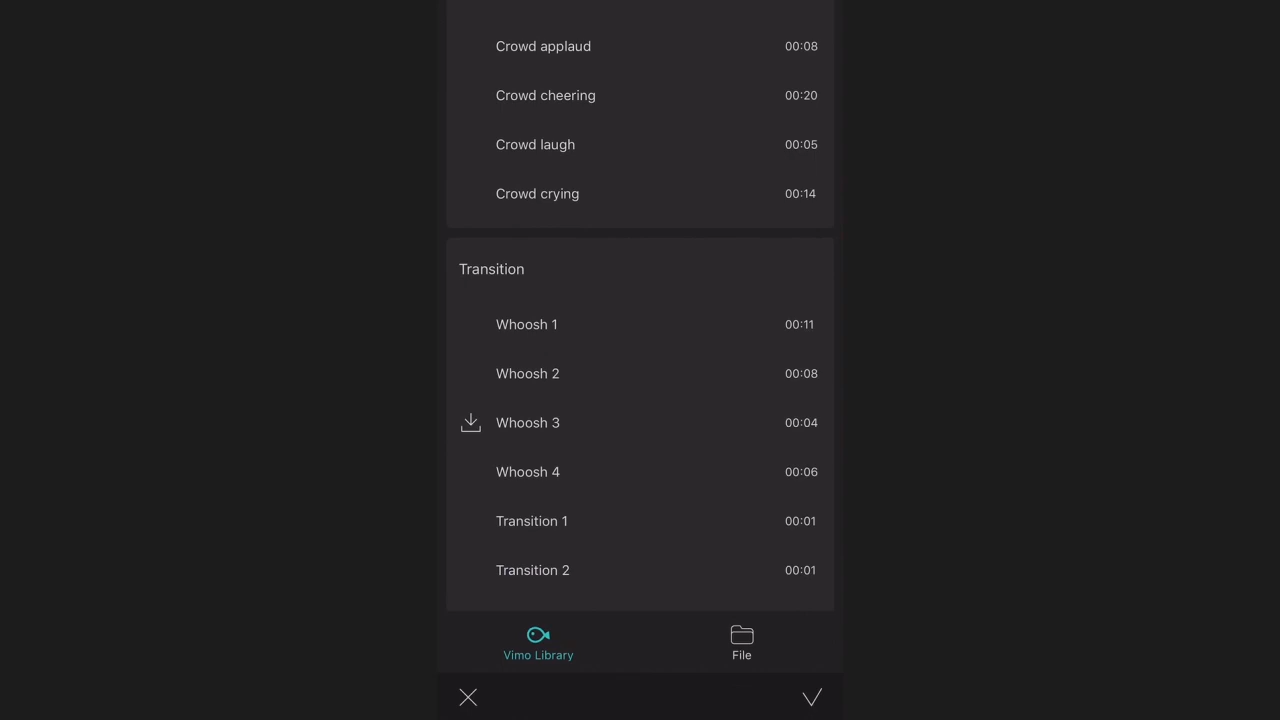 Crowd applaud 00:08
Crowd cheering 00:20
Crowd laugh 00:05
Crowd crying 00:14
Transition
Whoosh 1 00:11
Whoosh 2 00:08
Whoosh 3 00:04
Whoosh 4 00:06
Transition 1 00:01
Transition 2 00:01
Vimo Library File